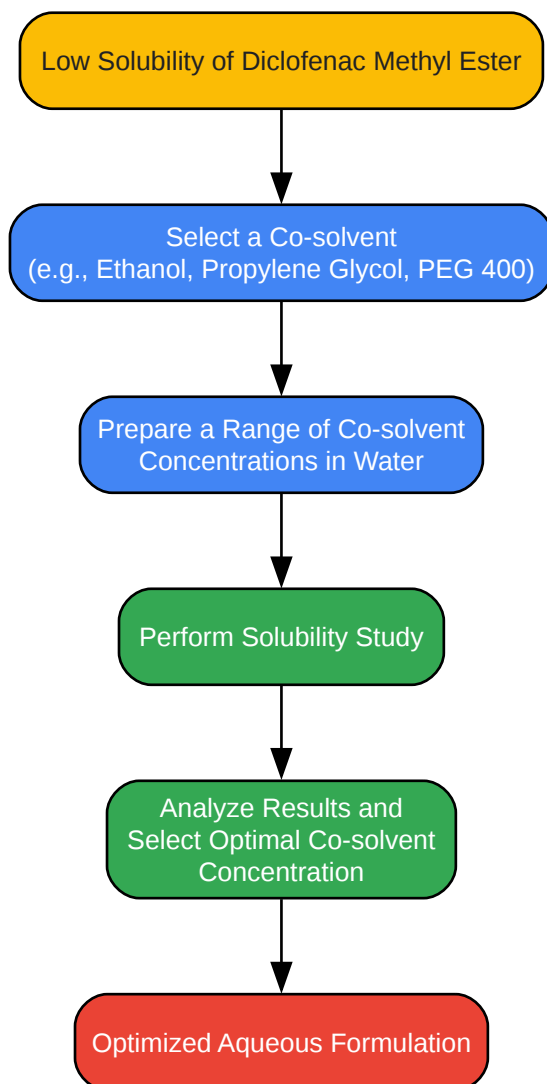 Low Solubility of Diclofenac Methyl Ester
Select a Co-solvent
(e.g., Ethanol, Propylene Glycol, PEG 400)
Prepare a Range of Co-solvent
Concentrations in Water
Perform Solubility Study
Analyze Results and
Select Optimal Co-solvent
Concentration
Optimized Aqueous Formulation